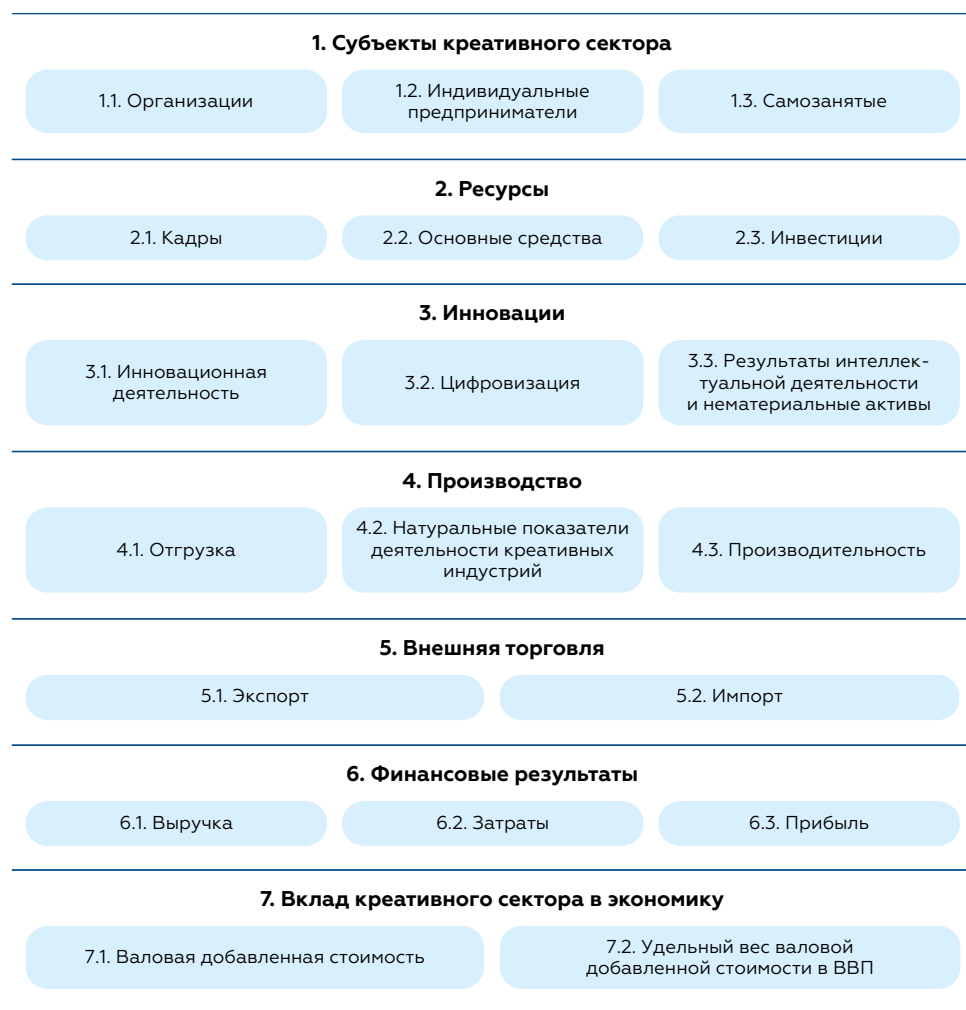 1. Субъекты креативного сектора
1.1. Организации
1.2. Индивидуальные
предприниматели
1.3. Самозанятые
2. Ресурсы
2.1. Кадры
2.2. Основные средства
2.3. Инвестиции
3. Инновации
3.1. Инновационная
деятельность
3.2. Цифровизация
3.3. Результаты интеллек-
туальной деятельности
и нематериальные активы
4. Производство
4.1. Отгрузка
4.2. Натуральные показатели
деятельности креативных
индустрий
4.3. Производительность
5. Внешняя торговля
5.1. Экспорт
5.2. Импорт
6. Финансовые результаты
6.1. Выручка
6.2. Затраты
6.3. Прибыль
7. Вклад креативного сектора в экономику
7.1. Валовая добавленная стоимость
7.2. Удельный вес валовой
добавленной стоимости в ВВП